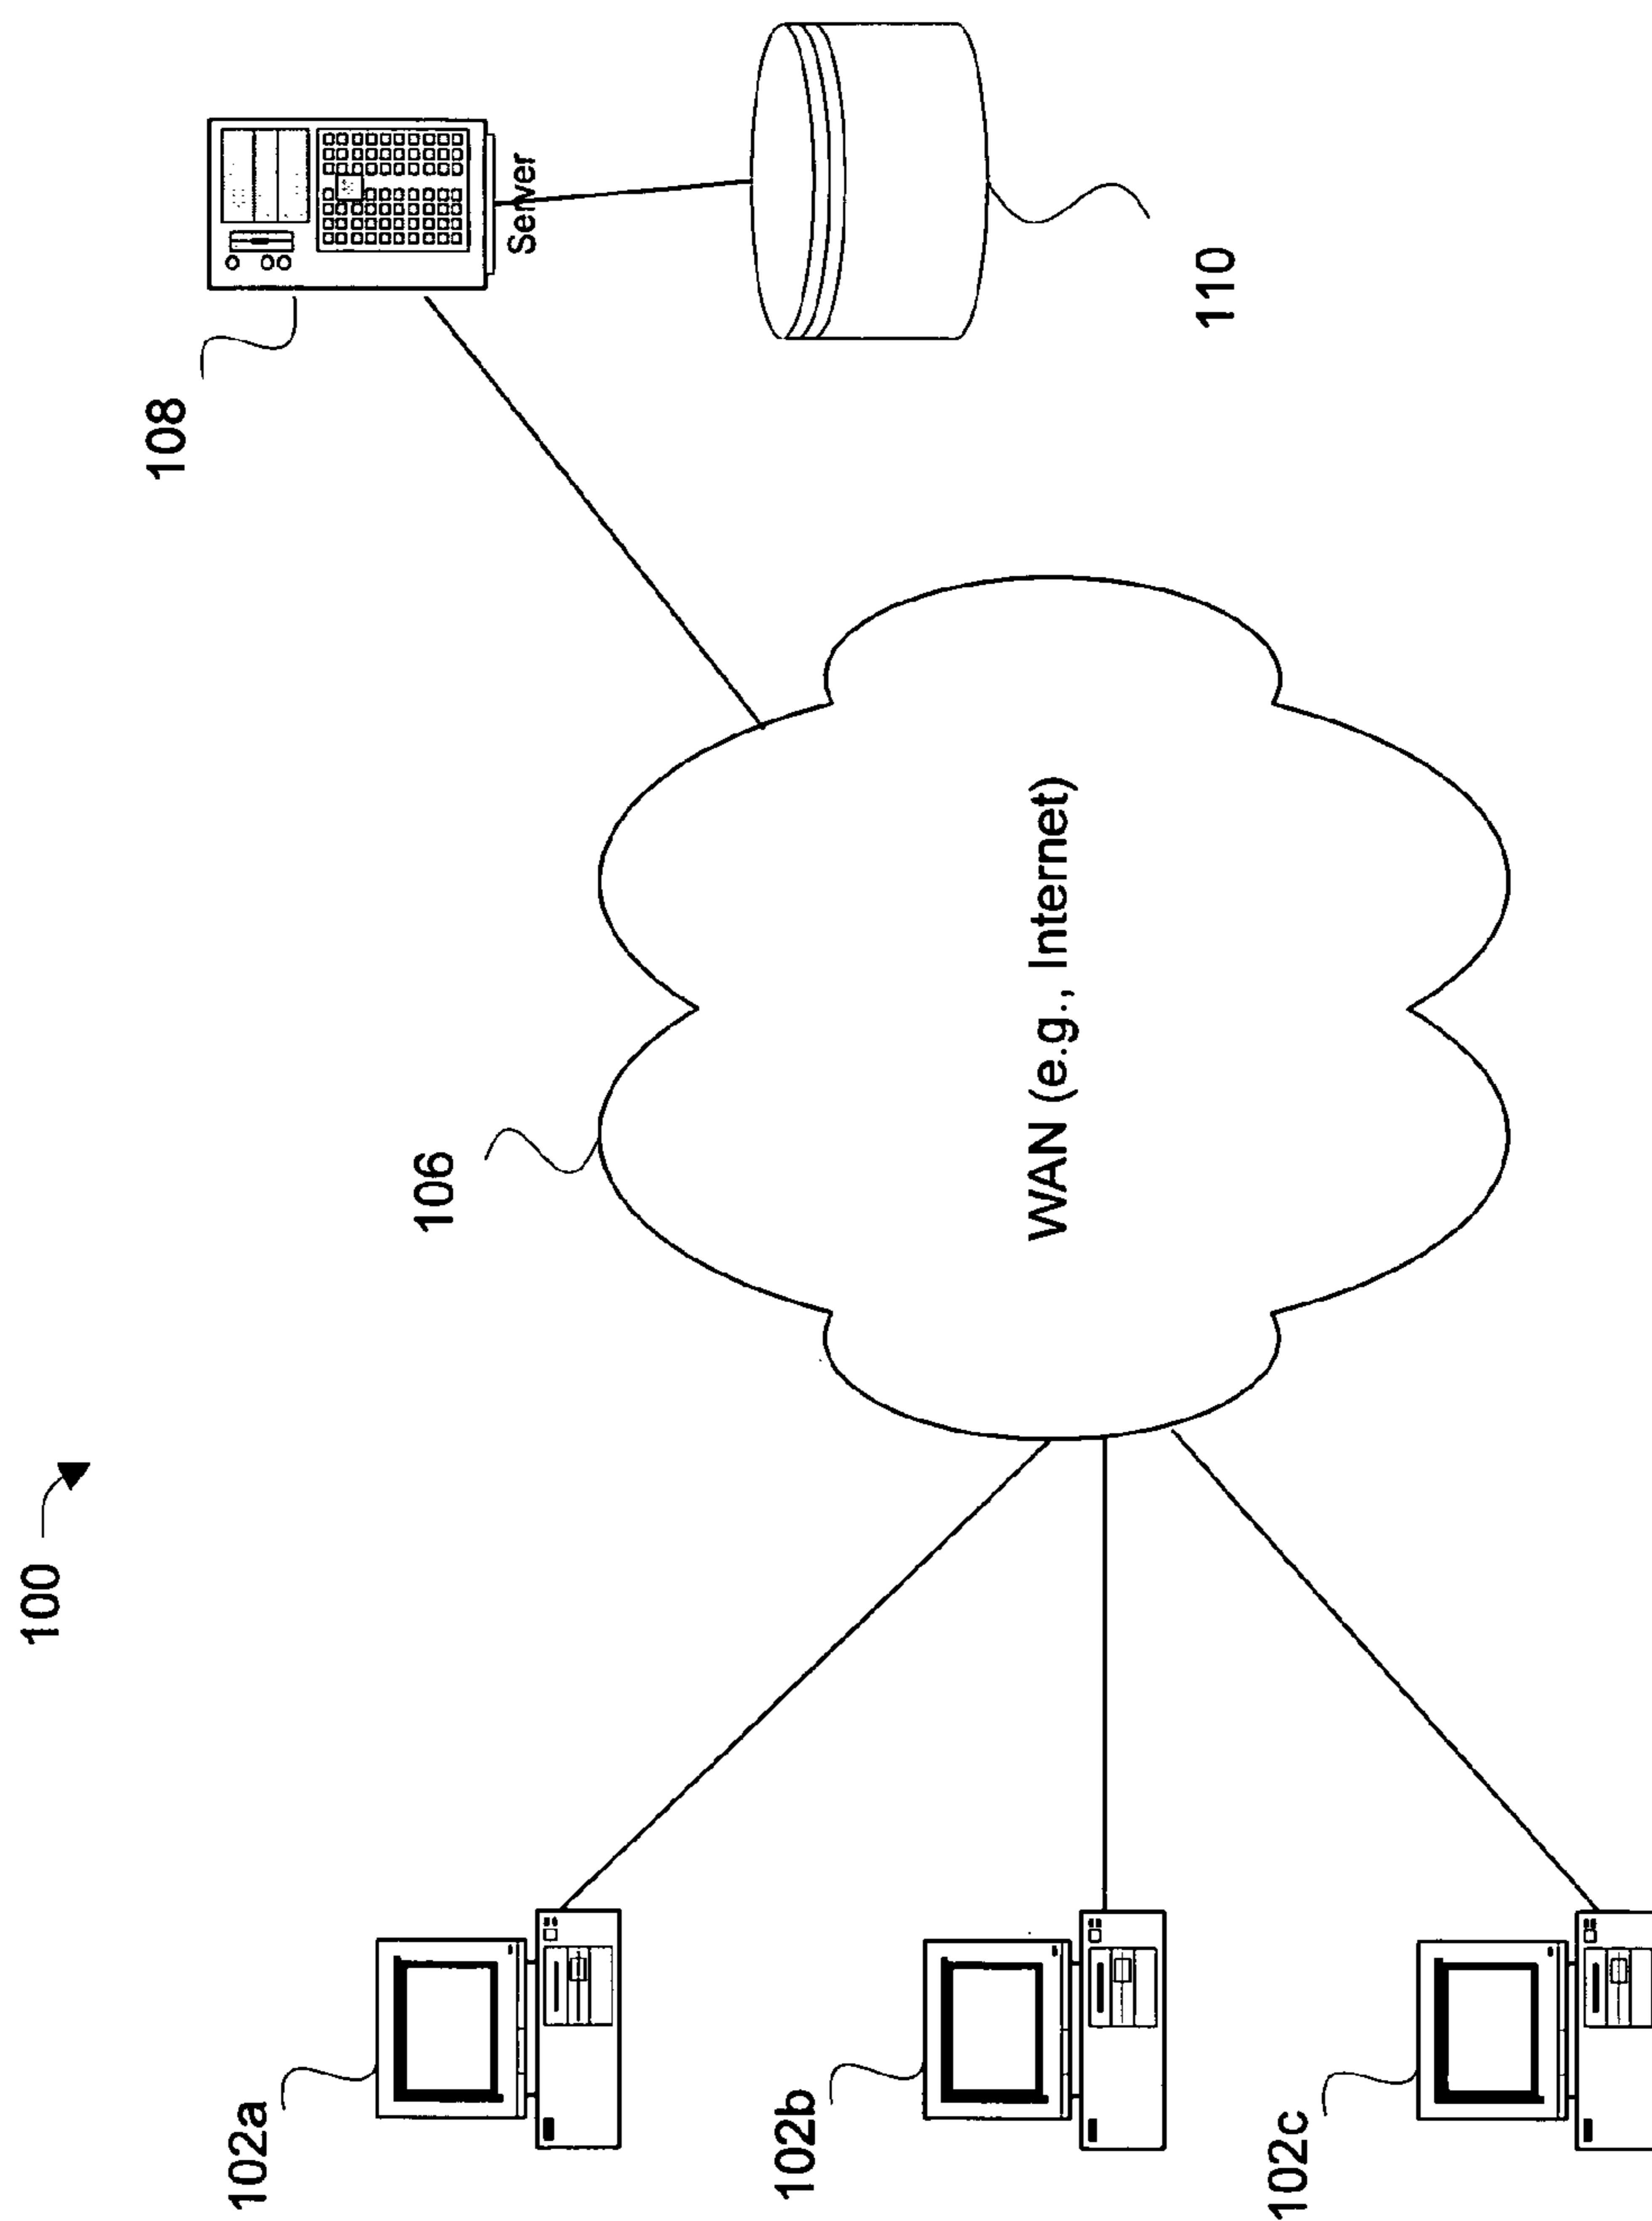 100
108
Server
110
106
WAN (e.g., Internet)
102a
102b
102c